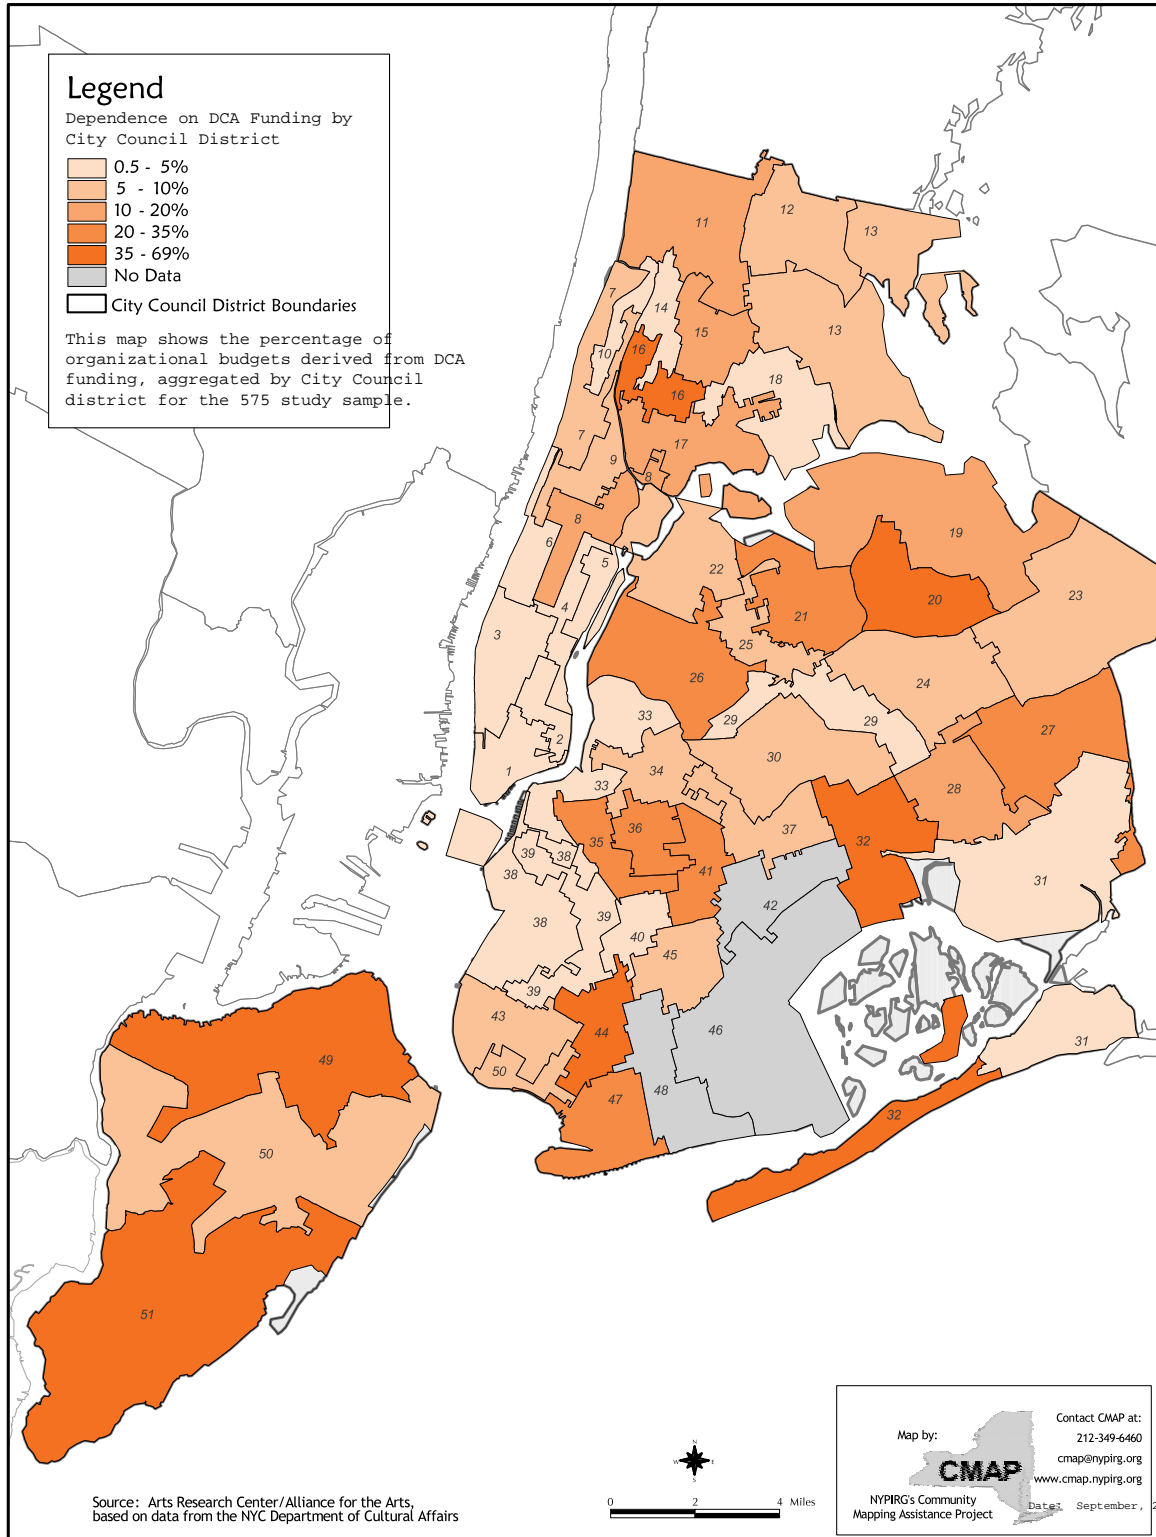 Legend
Dependence on DCA Funding by
City Council District
0.5 - 5%
5 - 10%
10 - 20%
20 - 35%
35 - 69%
No Data
City Council District Boundaries
This map shows the percentage of
organizational budgets derived from DCA
funding, aggregated by City Council
district for the 575 study sample.
11
12
13
7
14
15
13
10
16
16
18
7
9
17
8
8
6
5
19
22
4
20
23
21
3
25
26
24
33
29
29
27
2
30
1
34
33
28
37
36
35
32
39
38
41
38
31
42
39
38
40
45
39
43
46
44
49
31
50
48
47
32
50
51
N
W
E
S
0 2 4 Miles
Source: Arts Research Center/Alliance for the Arts,
based on data from the NYC Department of Cultural Affairs
Map by:
CMAP
NYPIRG's Community
Mapping Assistance Project
Contact CMAP at:
212-349-6460
cmap@nypirg.org
www.cmap.nypirg.org
Date: September, 2